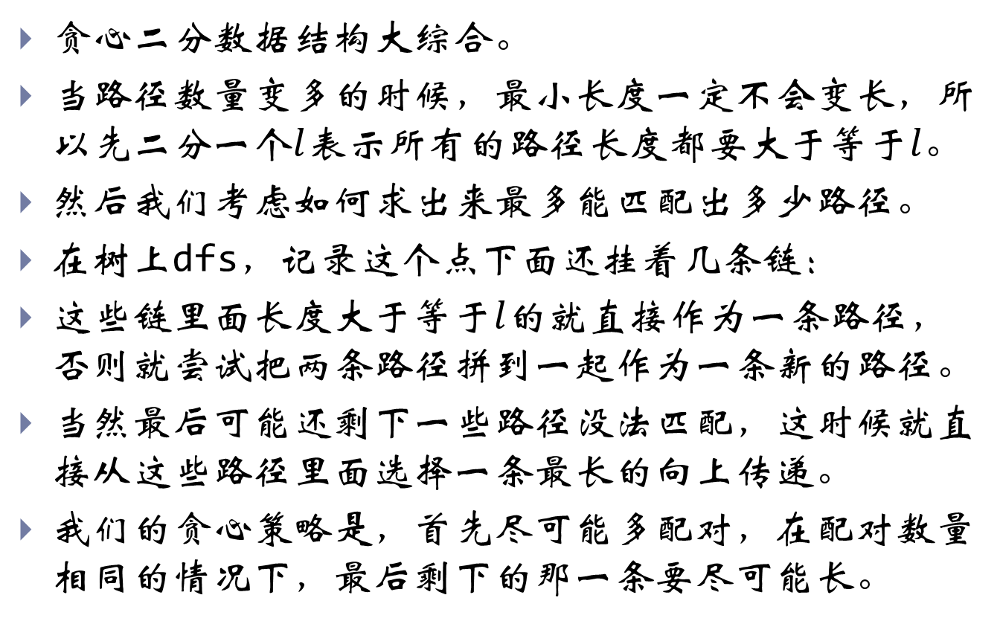 贪心二分数据结构大综合。
当路径数量变多的时候，最小长度一定不会变长，所
以先二分一个l表示所有的路径长度都要大于等于l。
然后我们考虑如何求出来最多能匹配出多少路径。
在树上dfs，记录这个点下面还挂着几条链：
这些链里面长度大于等于l的就直接作为一条路径，
否则就尝试把两条路径拼到一起作为一条新的路径。
当然最后可能还剩下一些路径没法匹配，这时候就直
接从这些路径里面选择一条最长的向上传递。
我们的贪心策略是，首先尽可能多配对，在配对数量
相同的情况下，最后剩下的那一条要尽可能长。